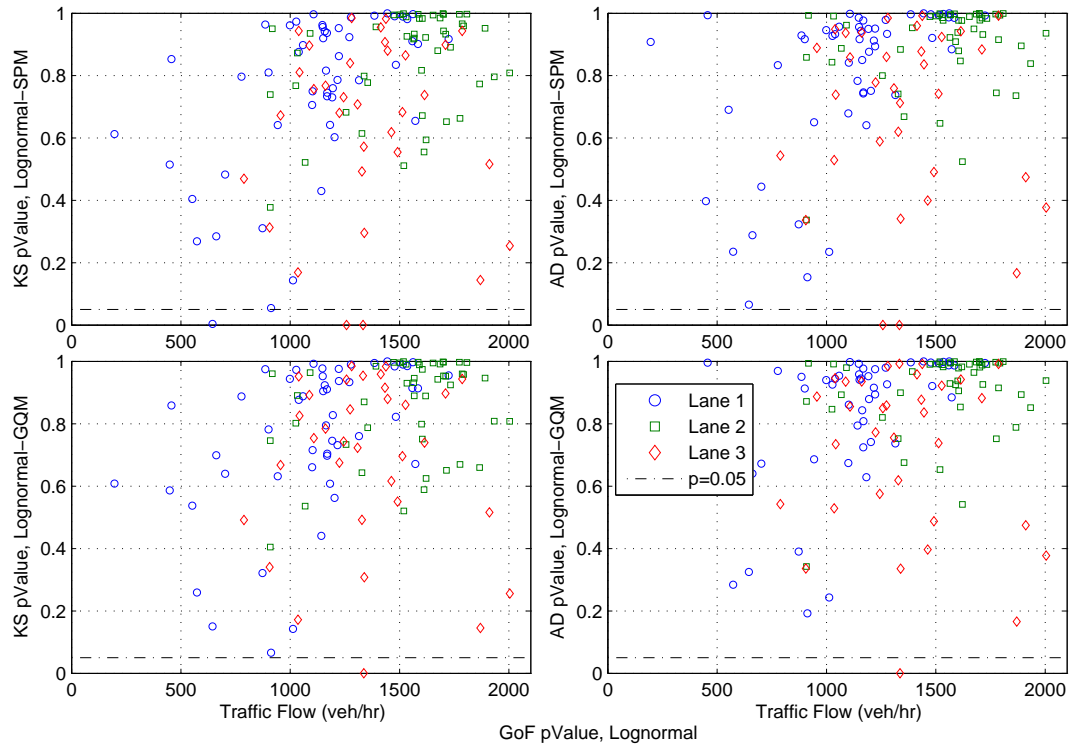 KS pValue, Lognormal−SPM
1
0.8
0.6
0.4
0.2
0
0 500 1000 1500 2000
AD pValue, Lognormal−SPM
1
0.8
0.6
0.4
0.2
0
0 500 1000 1500 2000
KS pValue, Lognormal−GQM
1
0.8
0.6
0.4
0.2
0
0 500 1000 1500 2000
Traffic Flow (veh/hr)
AD pValue, Lognormal−GQM
1
0.8
0.6
0.4
0.2
0
0 500 1000 1500 2000
Traffic Flow (veh/hr)
Lane 1
Lane 2
Lane 3
p=0.05
GoF pValue, Lognormal